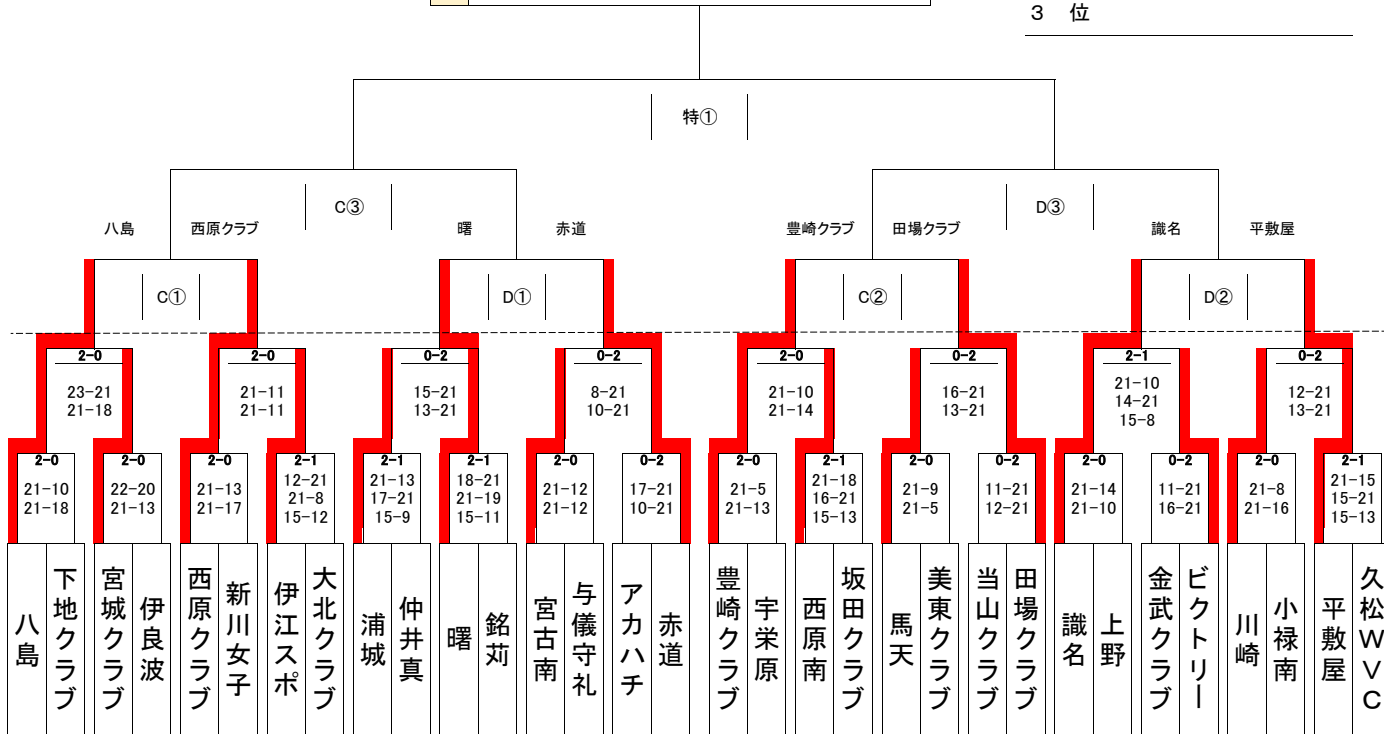 3 位
特①
C③
D③
八島
西原クラブ
曙
赤道
豊崎クラブ
田場クラブ
識名
平敷屋
C①
D①
C②
D②
2-0
23-21
21-18
2-0
21-11
21-11
0-2
15-21
13-21
0-2
8-21
10-21
2-0
21-10
21-14
0-2
16-21
13-21
2-1
21-10
14-21
15-8
0-2
12-21
13-21
2-0
21-10
21-18
2-0
22-20
21-13
2-0
21-13
21-17
2-1
12-21
21-8
15-12
2-1
21-13
17-21
15-9
2-1
18-21
21-19
15-11
2-0
21-12
21-12
0-2
17-21
10-21
2-0
21-5
21-13
2-1
21-18
16-21
15-13
2-0
21-9
21-5
0-2
11-21
12-21
2-0
21-14
21-10
0-2
11-21
16-21
2-0
21-8
21-16
2-1
21-15
15-21
15-13
八島
下地クラブ
宮城クラブ
伊良波
西原クラブ
新川女子
伊江スポ
大北クラブ
浦城
仲井真
曙
銘苅
宮古南
与儀守礼
アカハチ
赤道
豊崎クラブ
宇栄原
西原南
坂田クラブ
馬天
美東クラブ
当山クラブ
田場クラブ
識名
上野
金武クラブ
ビクトリー
川崎
小禄南
平敷屋
久松WVC